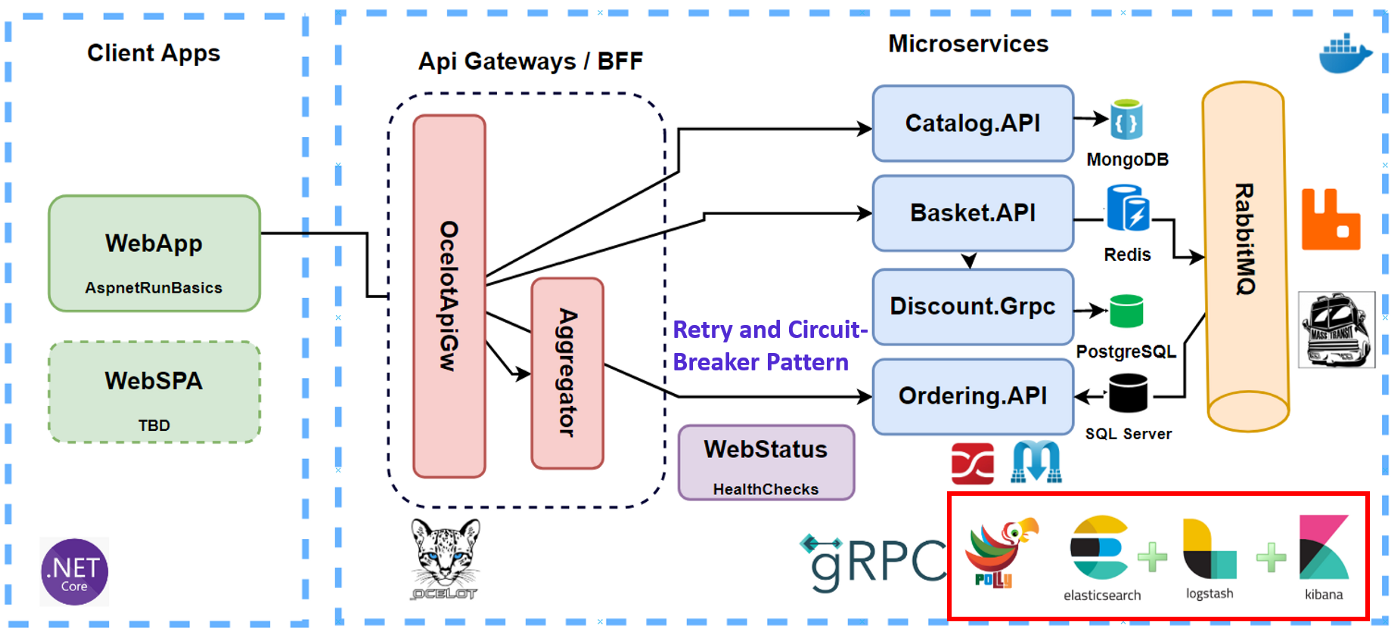 Client Apps
WebApp
AspnetRunBasics
WebSPA
TBD
.NET
Core
Api Gateways / BFF
OcelotApiGw
Aggregator
OCELOT
Retry and Circuit-
Breaker Pattern
WebStatus
HealthChecks
Microservices
Catalog.API
MongoDB
Basket.API
Redis
Discount.Grpc
PostgreSQL
Ordering.API
SQL Server
RabbitMQ
MASS TRANSIT
gRPC
POLLY
elasticsearch
logstash
kibana